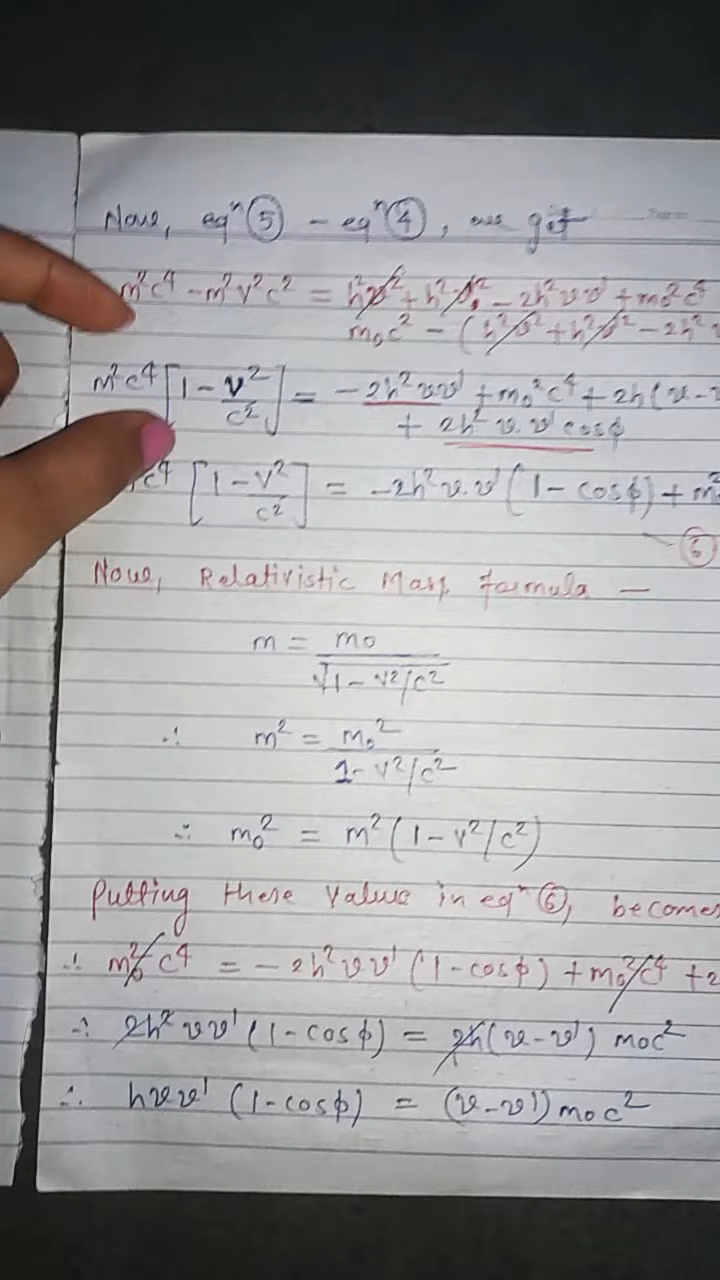 Now, eqⁿ ⑤ - eqⁿ ④, we get
m²c⁴ - m²v²c² = h²ν² + h²ν'² - 2h²νν' + m₀²c⁴
m₀c² - (h²ν² + h²ν'² - 2h²
m²c⁴ [1 - v²/c²] = -2h²νν' + m₀²c⁴ + 2h(ν -
+ 2h² ν.ν' cosϕ
c⁴ [1 - v²/c²] = -2h²ν.ν' (1 - cosϕ) + m²
⑥
Now, Relativistic Mass formula —
m = m₀/√1 - v²/c²
∴ m² = m₀²/1 - v²/c²
∴ m₀² = m² (1 - v²/c²)
Putting these value in eqⁿ ⑥, becomes
∴ m₀²c⁴ = -2h²νν' (1 - cosϕ) + m₀²c⁴ + 2
∴ 2h²νν' (1 - cosϕ) = 2h(ν - ν') m₀c²
∴ hνν' (1 - cosϕ) = (ν - ν') m₀c²